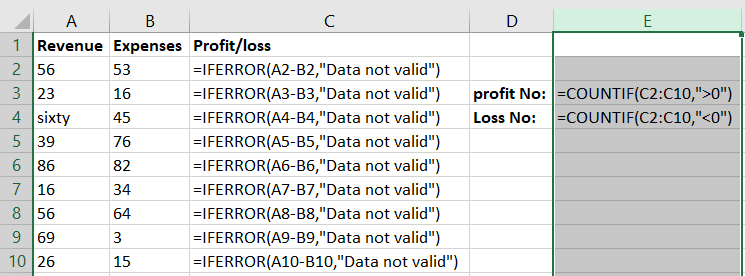 A B C D E
1 Revenue Expenses Profit/loss
2 56 53 =IFERROR(A2-B2,"Data not valid")
3 23 16 =IFERROR(A3-B3,"Data not valid") profit No: =COUNTIF(C2:C10,">0")
4 sixty 45 =IFERROR(A4-B4,"Data not valid") Loss No: =COUNTIF(C2:C10,"<0")
5 39 76 =IFERROR(A5-B5,"Data not valid")
6 86 82 =IFERROR(A6-B6,"Data not valid")
7 16 34 =IFERROR(A7-B7,"Data not valid")
8 56 64 =IFERROR(A8-B8,"Data not valid")
9 69 3 =IFERROR(A9-B9,"Data not valid")
10 26 15 =IFERROR(A10-B10,"Data not valid")